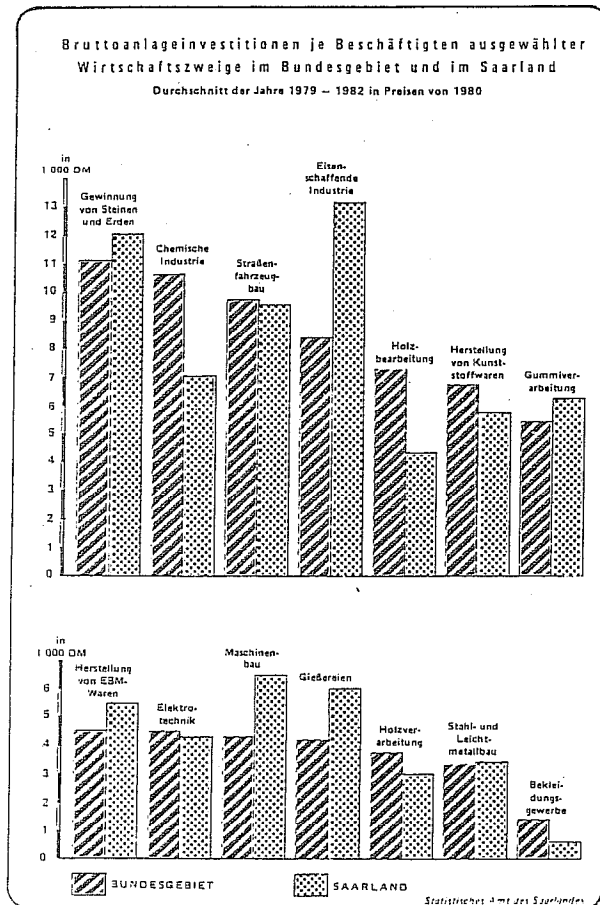 Bruttoanlageinvestitionen je Beschäftigten ausgewählter
Wirtschaftszweige im Bundesgebiet und im Saarland
Durchschnitt der Jahre 1979 – 1982 in Preisen von 1980
in
1 000 DM
13
12
11
10
9
8
7
6
5
4
3
2
1
0
Gewinnung
von Steinen
und Erden
Chemische
Industrie
Straßen-
fahrzeug-
bau
Eisen-
schaffende
Industrie
Holz-
bearbeitung
Herstellung
von Kunst-
stoffwaren
Gummiver-
arbeitung
in
1 000 DM
6
5
4
3
2
1
0
Herstellung
von EBM-
Waren
Elektro-
technik
Maschinen-
bau
Gießereien
Holzver-
arbeitung
Stahl- und
Leicht-
metallbau
Beklei-
dungs-
gewerbe
BUNDESGEBIET
SAARLAND
Statistisches Amt des Saarlandes